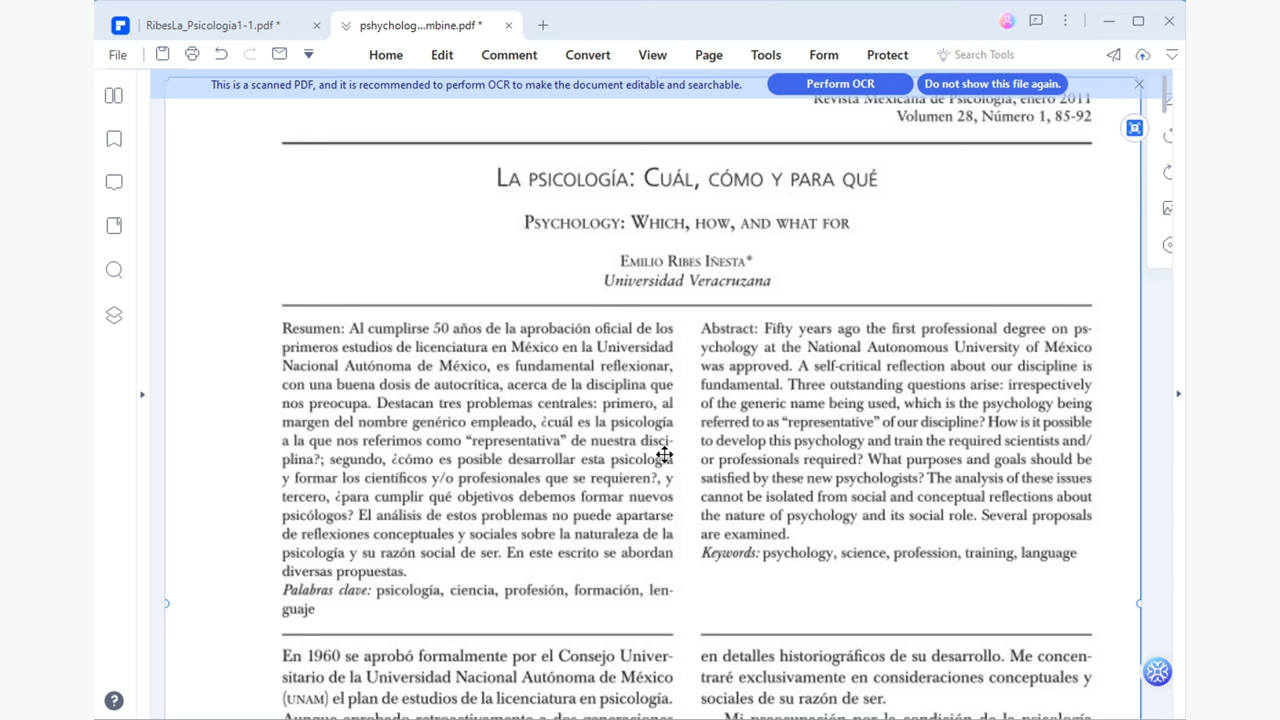 RibesLa_Psicologia1-1.pdf *
pshycholog...mbine.pdf *
File
Home
Edit
Comment
Convert
View
Page
Tools
Form
Protect
Search Tools
This is a scanned PDF, and it is recommended to perform OCR to make the document editable and searchable.
Perform OCR
Do not show this file again.
Revista Mexicana de Psicología, enero 2011
Volumen 28, Número 1, 85-92
La psicología: Cuál, cómo y para qué
Psychology: Which, how, and what for
Emilio Ribes Iñesta*
Universidad Veracruzana
Resumen: Al cumplirse 50 años de la aprobación oficial de los
primeros estudios de licenciatura en México en la Universidad
Nacional Autónoma de México, es fundamental reflexionar,
con una buena dosis de autocrítica, acerca de la disciplina que
nos preocupa. Destacan tres problemas centrales: primero, al
margen del nombre genérico empleado, ¿cuál es la psicología
a la que nos referimos como “representativa” de nuestra disci-
plina?; segundo, ¿cómo es posible desarrollar esta psicología
y formar los científicos y/o profesionales que se requieren?, y
tercero, ¿para cumplir qué objetivos debemos formar nuevos
psicólogos? El análisis de estos problemas no puede apartarse
de reflexiones conceptuales y sociales sobre la naturaleza de la
psicología y su razón social de ser. En este escrito se abordan
diversas propuestas.
Palabras clave: psicología, ciencia, profesión, formación, len-
guaje
Abstract: Fifty years ago the first professional degree on ps-
ychology at the National Autonomous University of México
was approved. A self-critical reflection about our discipline is
fundamental. Three outstanding questions arise: irrespectively
of the generic name being used, which is the psychology being
referred to as “representative” of our discipline? How is it possible
to develop this psychology and train the required scientists and/
or professionals required? What purposes and goals should be
satisfied by these new psychologists? The analysis of these issues
cannot be isolated from social and conceptual reflections about
the nature of psychology and its social role. Several proposals
are examined.
Keywords: psychology, science, profession, training, language
En 1960 se aprobó formalmente por el Consejo Univer-
sitario de la Universidad Nacional Autónoma de México
(UNAM) el plan de estudios de la licenciatura en psicología.
Aunque aprobado retroactivamente a dos generaciones
en detalles historiográficos de su desarrollo. Me concen-
traré exclusivamente en consideraciones conceptuales y
sociales de su razón de ser.
Mi preocupación por la condición de la psicología